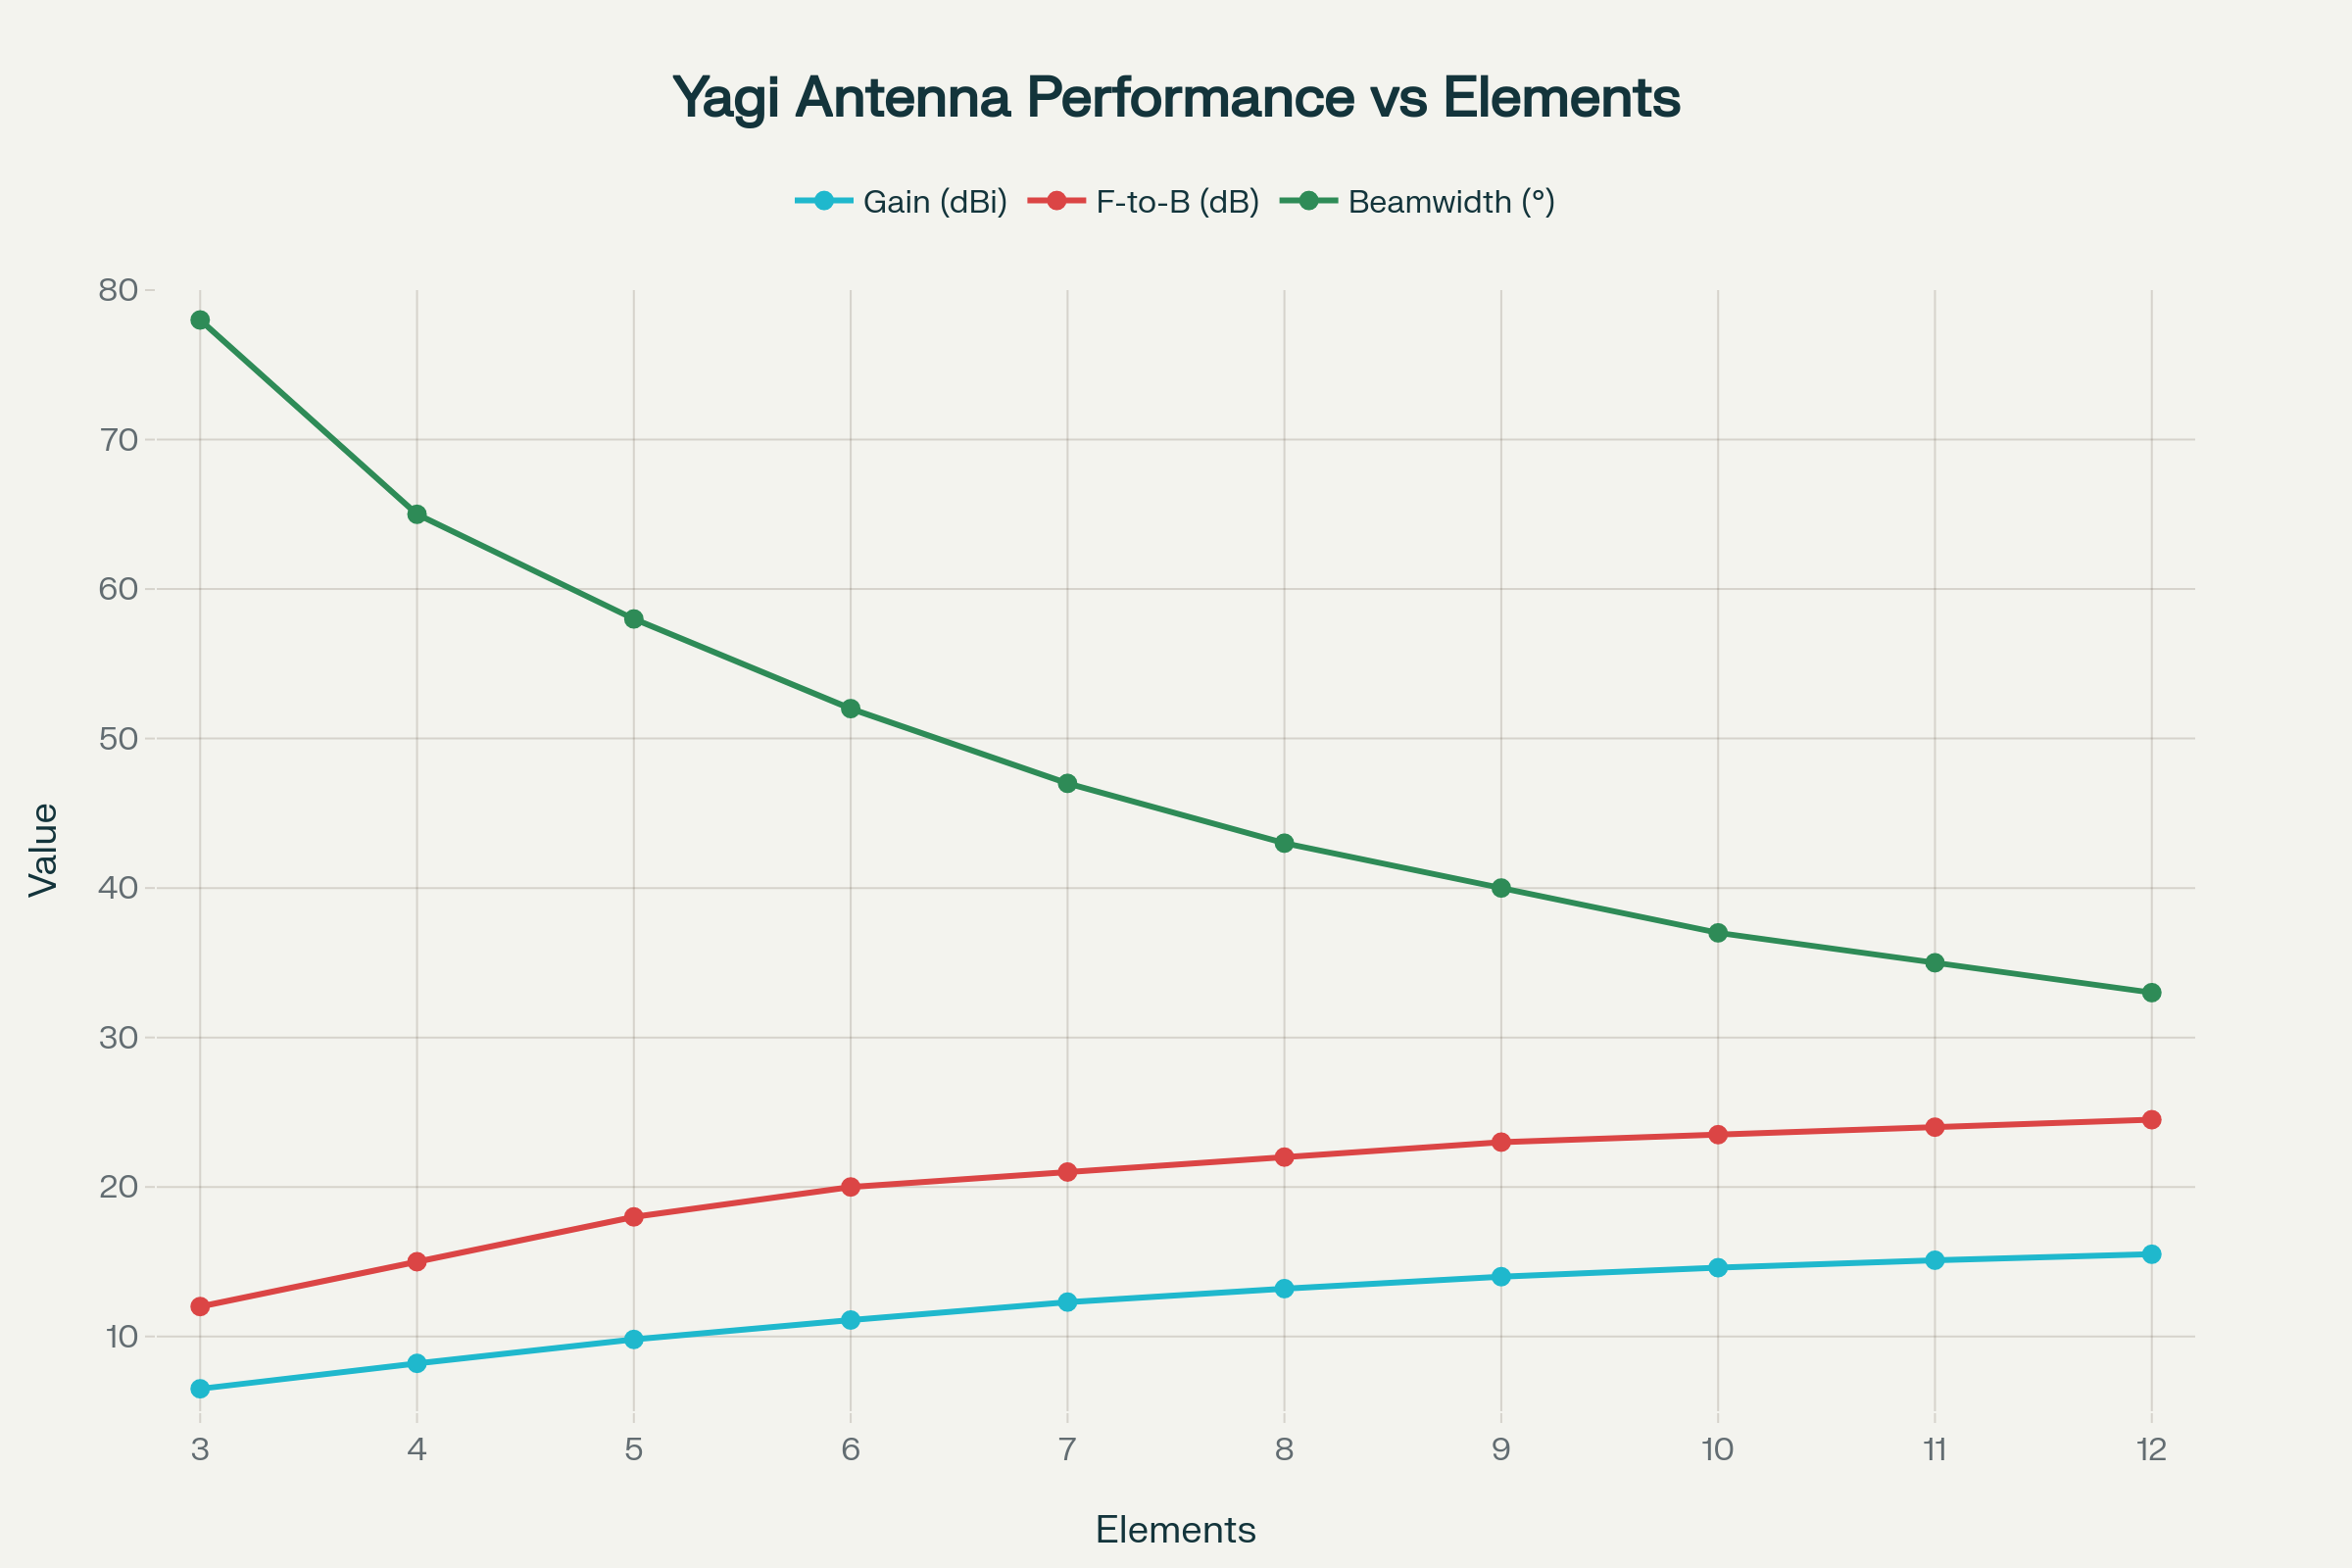 Yagi Antenna Performance vs Elements
Gain (dBi) F-to-B (dB) Beamwidth (°)
80
70
60
50
40
30
20
10
Value
3 4 5 6 7 8 9 10 11 12
Elements